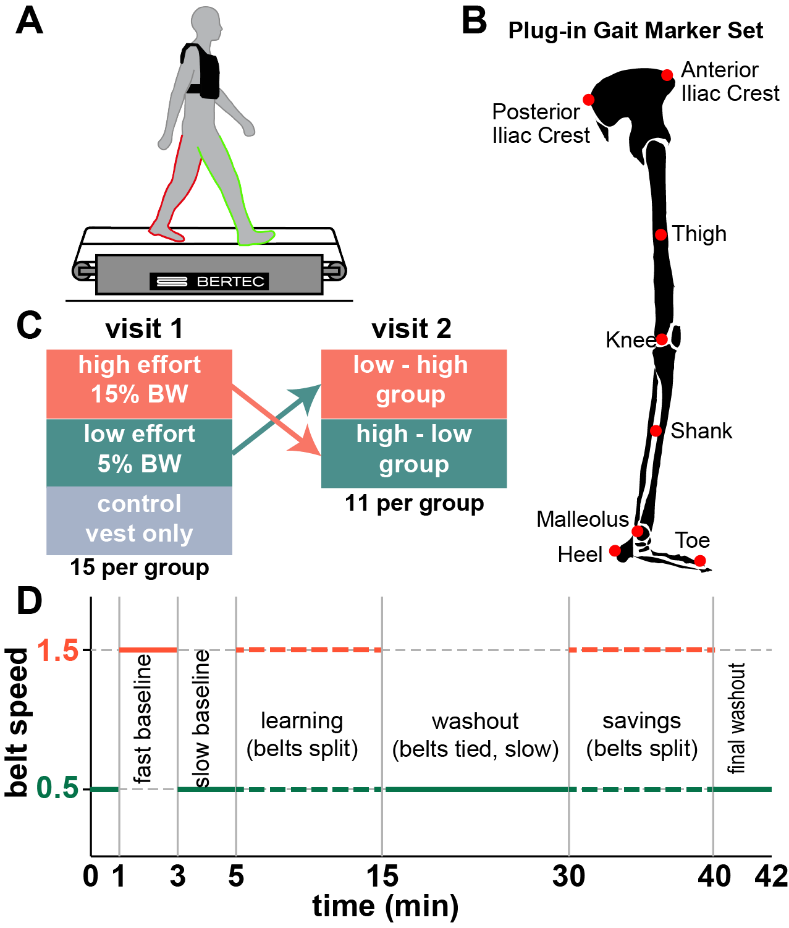 A
BERTEC
B
Plug-in Gait Marker Set
Anterior
Iliac Crest
Posterior
Iliac Crest
Thigh
Knee
Shank
Malleolus
Heel
Toe
C
visit 1
visit 2
high effort
15% BW
low effort
5% BW
control
vest only
15 per group
low - high
group
high - low
group
11 per group
D
belt speed
1.5
0.5
fast baseline
slow baseline
learning
(belts split)
washout
(belts tied, slow)
savings
(belts split)
final washout
0 1 3 5 15 30 40 42
time (min)